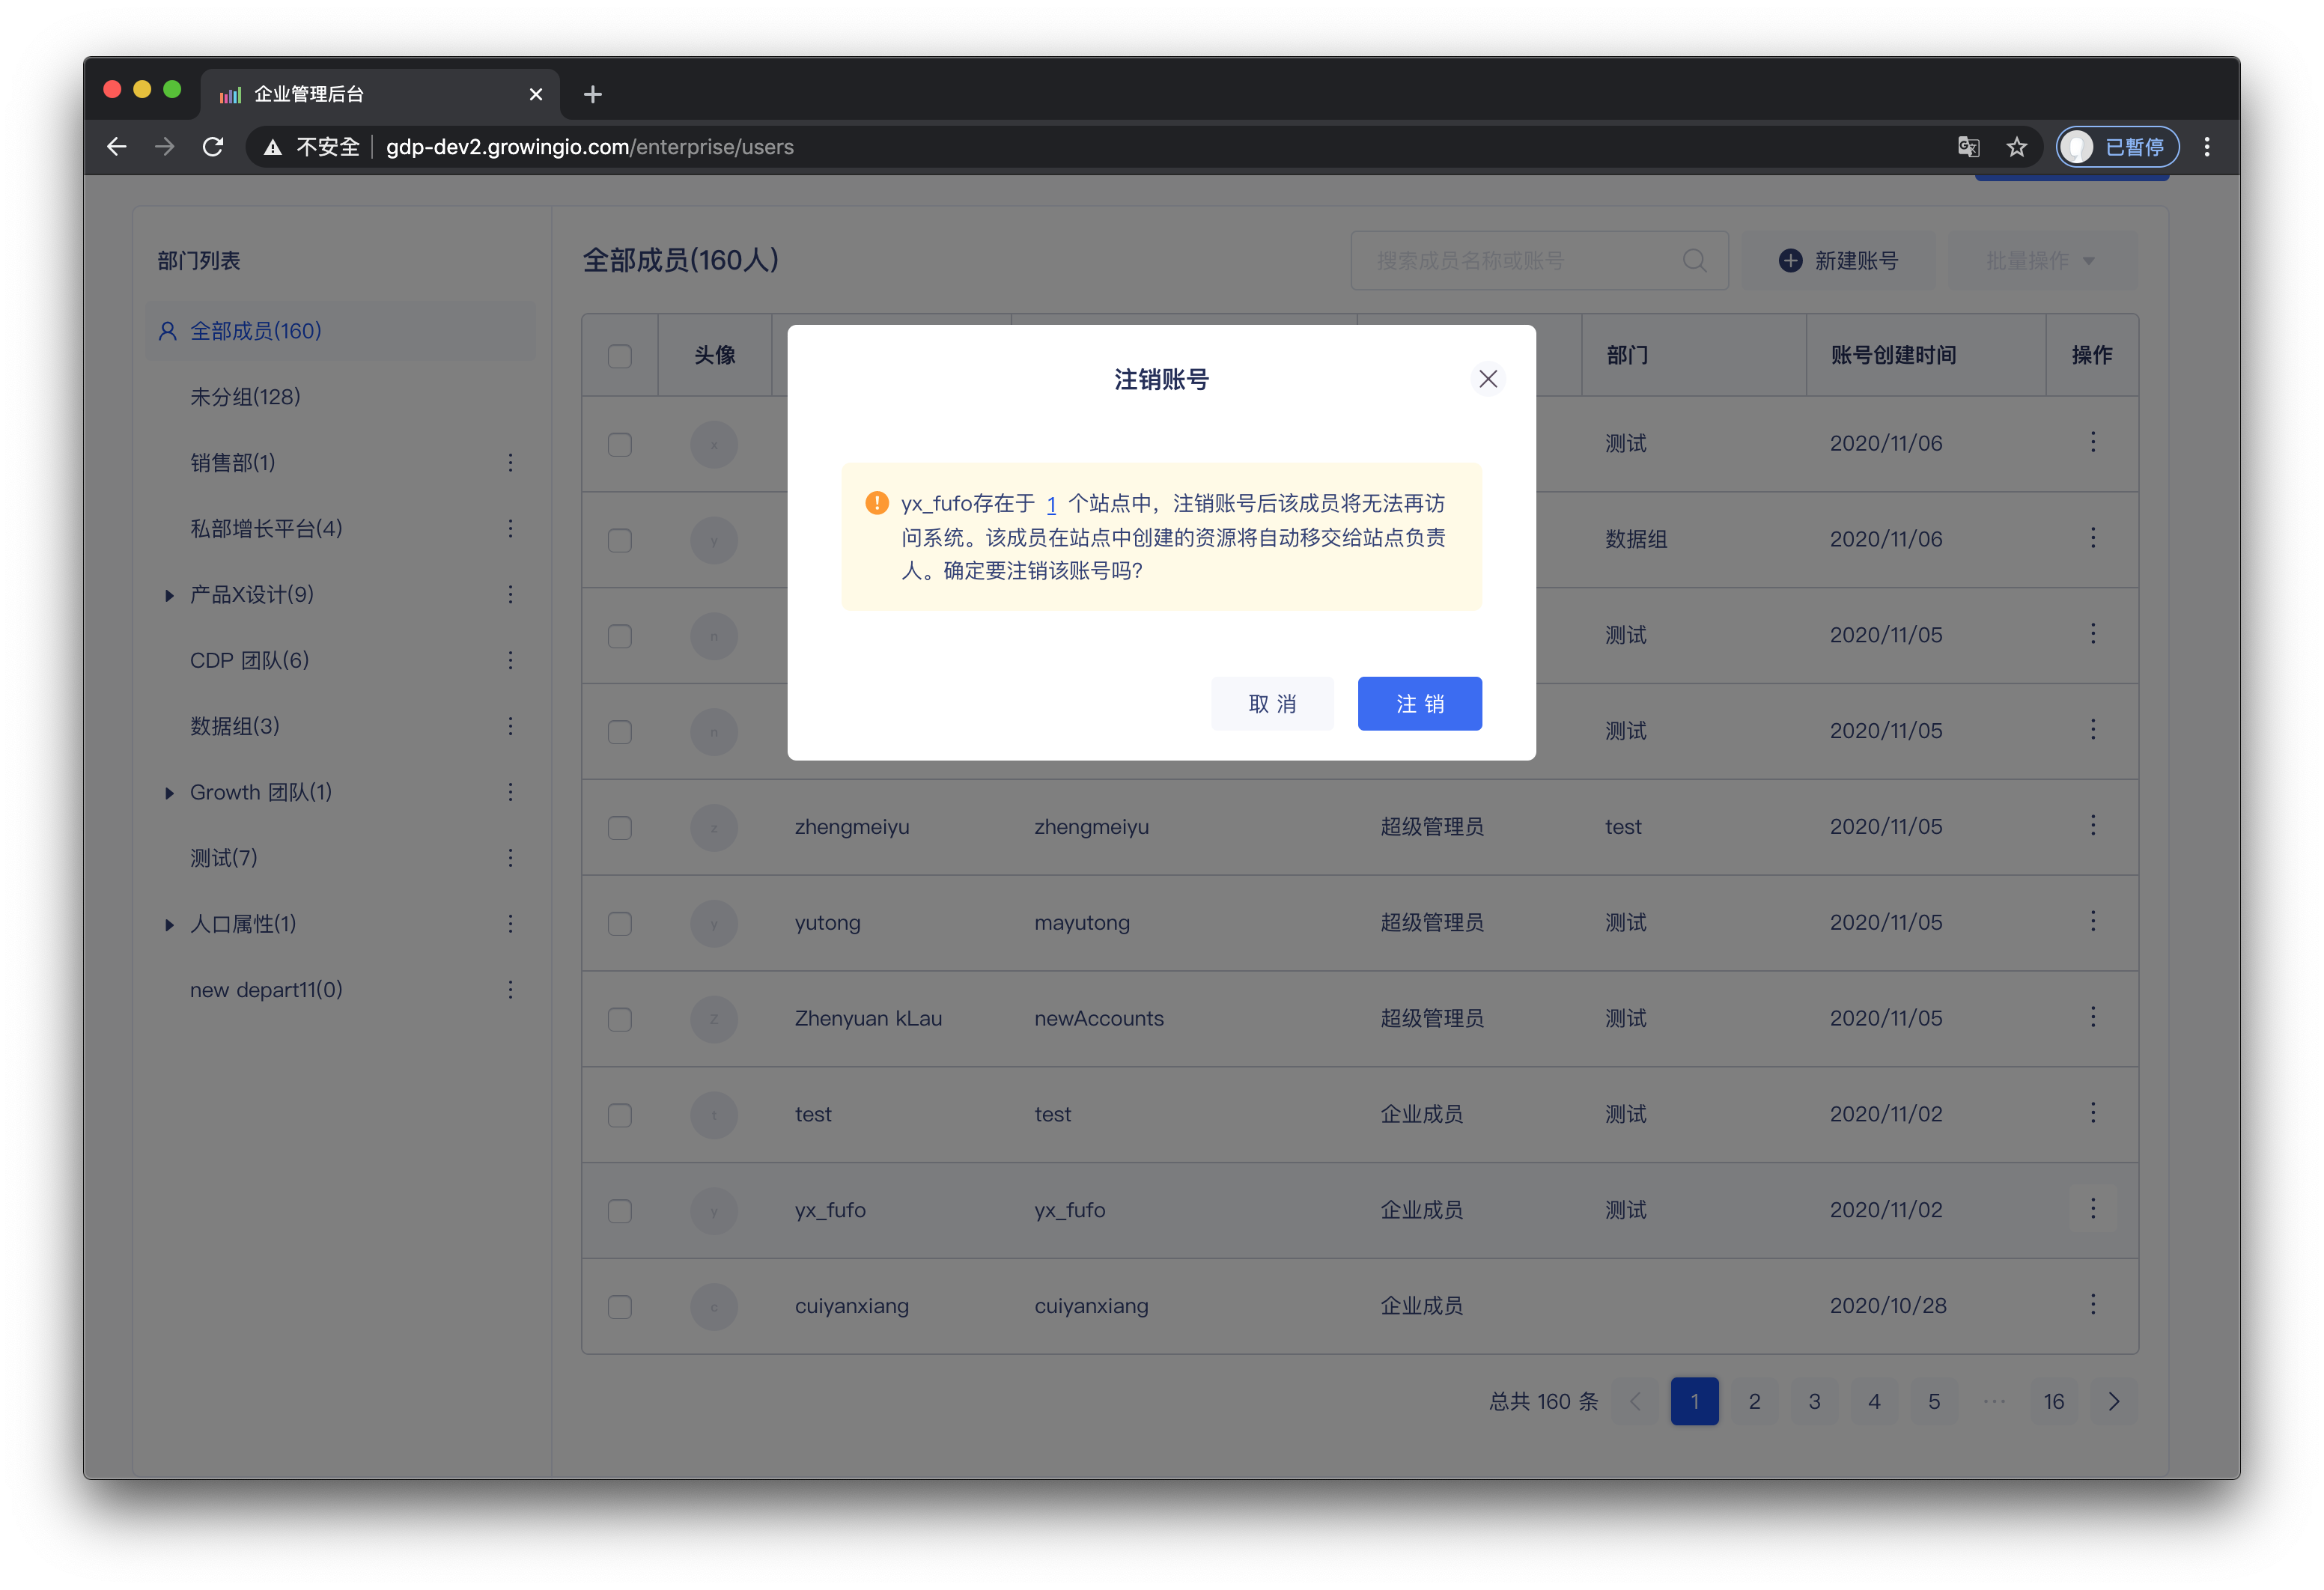 企业管理后台
不安全 gdp-dev2.growingio.com/enterprise/users 已暂停
部门列表
全部成员(160)
未分组(128)
销售部(1)
私部增长平台(4)
产品X设计(9)
CDP 团队(6)
数据组(3)
Growth 团队(1)
测试(7)
人口属性(1)
new depart11(0)
全部成员(160人)
搜索成员名称或账号
新建账号
批量操作
头像 部门 账号创建时间 操作
x 测试 2020/11/06
y 数据组 2020/11/06
n 测试 2020/11/05
n 测试 2020/11/05
z zhengmeiyu zhengmeiyu 超级管理员 test 2020/11/05
y yutong mayutong 超级管理员 测试 2020/11/05
Z Zhenyuan kLau newAccounts 超级管理员 测试 2020/11/05
t test test 企业成员 测试 2020/11/02
y yx_fufo yx_fufo 企业成员 测试 2020/11/02
c cuiyanxiang cuiyanxiang 企业成员 2020/10/28
总共 160 条 1 2 3 4 5 ··· 16
注销账号
yx_fufo存在于 1 个站点中，注销账号后该成员将无法再访
问系统。该成员在站点中创建的资源将自动移交给站点负责
人。确定要注销该账号吗?
取 消
注 销